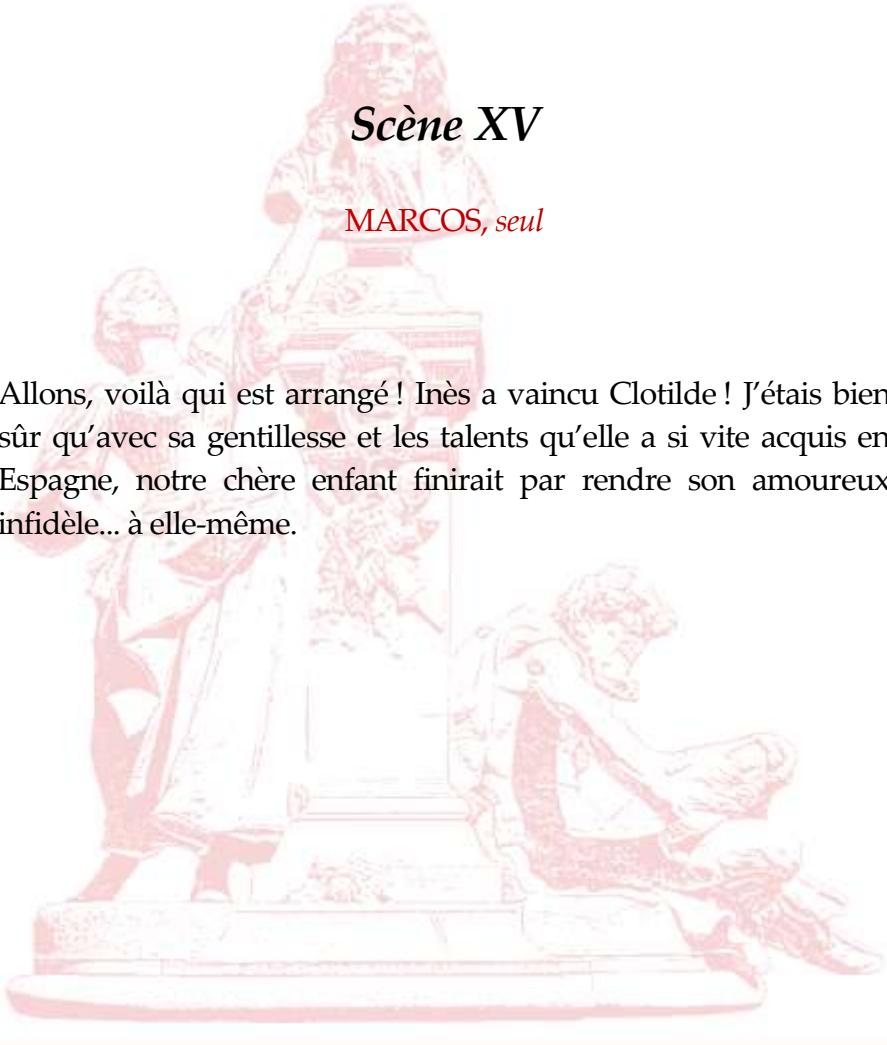 Scène XV
MARCOS, seul
Allons, voilà qui est arrangé ! Inès a vaincu Clotilde ! J’étais bien
sûr qu’avec sa gentillesse et les talents qu’elle a si vite acquis en
Espagne, notre chère enfant finirait par rendre son amoureux
infidèle... à elle-même.